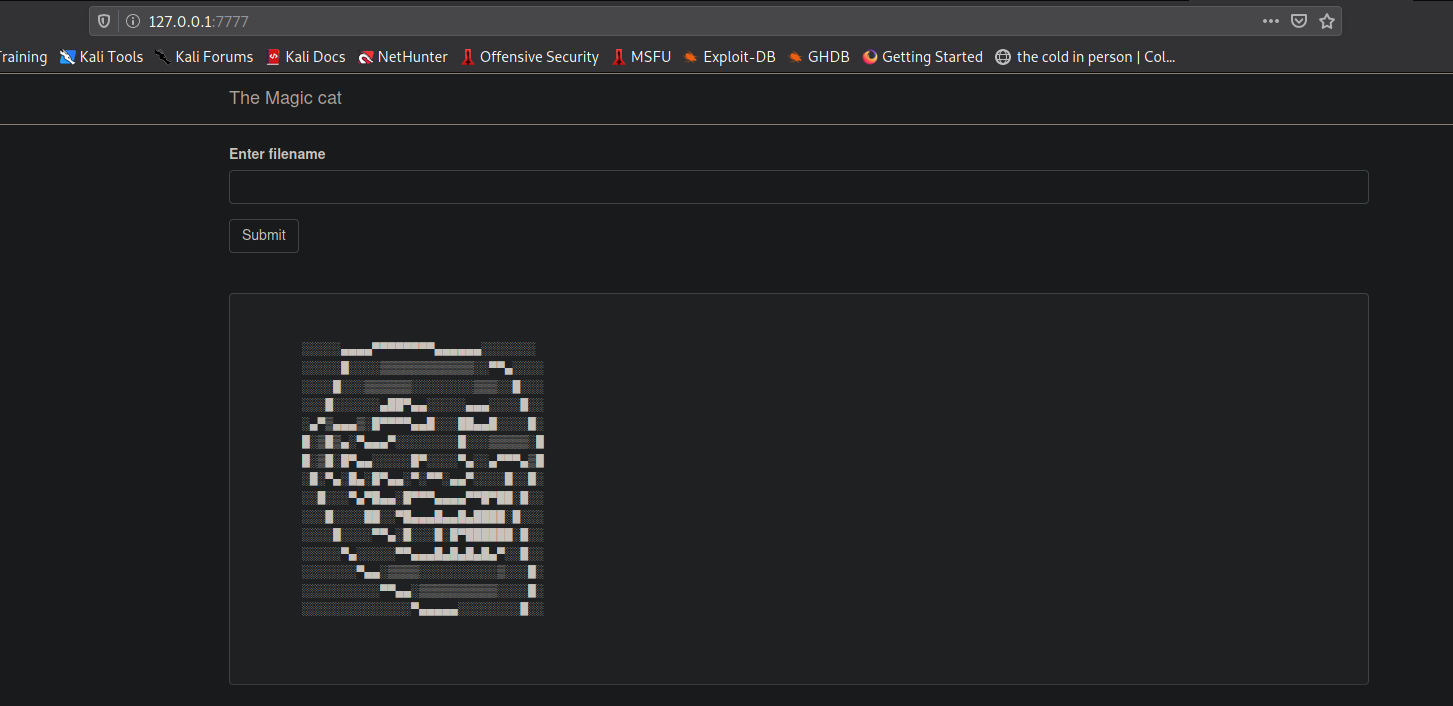 127.0.0.1:7777
raining Kali Tools Kali Forums Kali Docs NetHunter Offensive Security MSFU Exploit-DB GHDB Getting Started the cold in person | Col...
The Magic cat
Enter filename
Submit